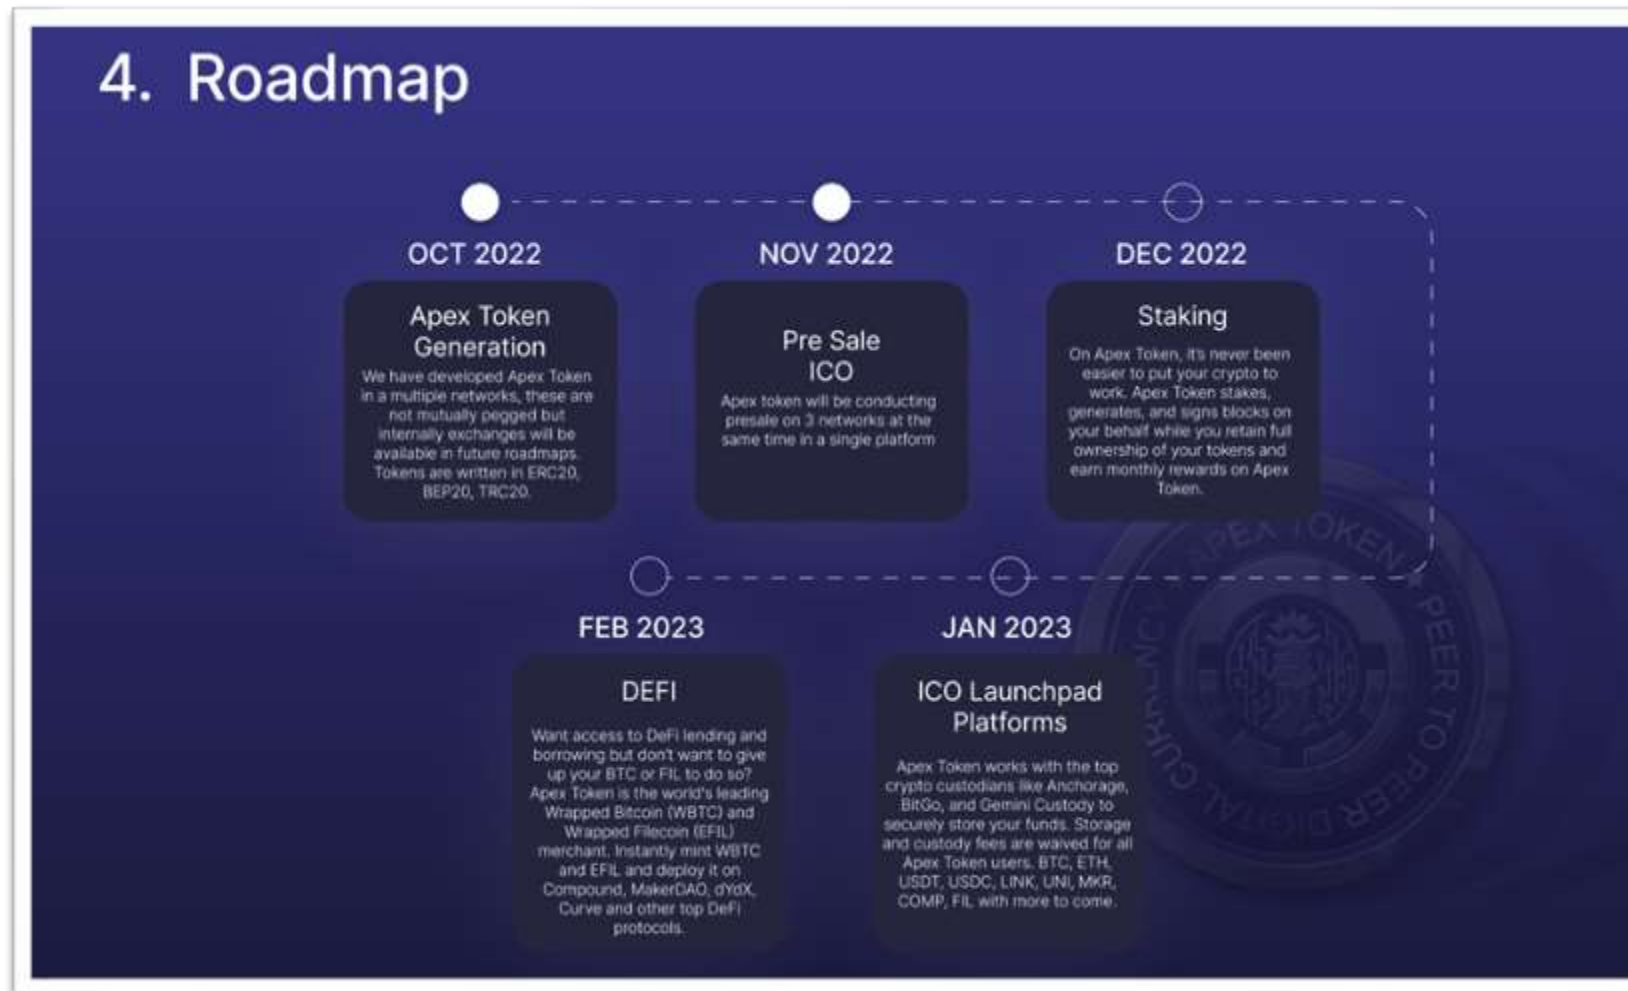 4. Roadmap
OCT 2022
Apex Token
Generation
We have developed Apex Token
in a multiple networks, these are
not mutually pegged but
internally exchanges will be
available in future roadmaps.
Tokens are written in ERC20,
BEP20, TRC20.
NOV 2022
Pre Sale
ICO
Apex token will be conducting
presale on 3 networks at the
same time in a single platform
DEC 2022
Staking
On Apex Token, it's never been
easier to put your crypto to
work. Apex Token stakes,
generates, and signs blocks on
your behalf while you retain full
ownership of your tokens and
earn monthly rewards on Apex
Token.
FEB 2023
DEFI
Want access to DeFi lending and
borrowing but don't want to give
up your BTC or FIL to do so?
Apex Token is the world's leading
Wrapped Bitcoin (WBTC) and
Wrapped Filecoin (EFIL)
merchant. Instantly mint WBTC
and EFIL and deploy it on
Compound, MakerDAO, dYdX,
Curve and other top DeFi
protocols.
JAN 2023
ICO Launchpad
Platforms
Apex Token works with the top
crypto custodians like Anchorage,
BitGo, and Gemini Custody to
securely store your funds. Storage
and custody fees are waived for all
Apex Token users. BTC, ETH,
USDT, USDC, LINK, UNI, MKR,
COMP, FIL with more to come.
APEX TOKEN ★ PEER TO PEER DIGITAL CURRENCY